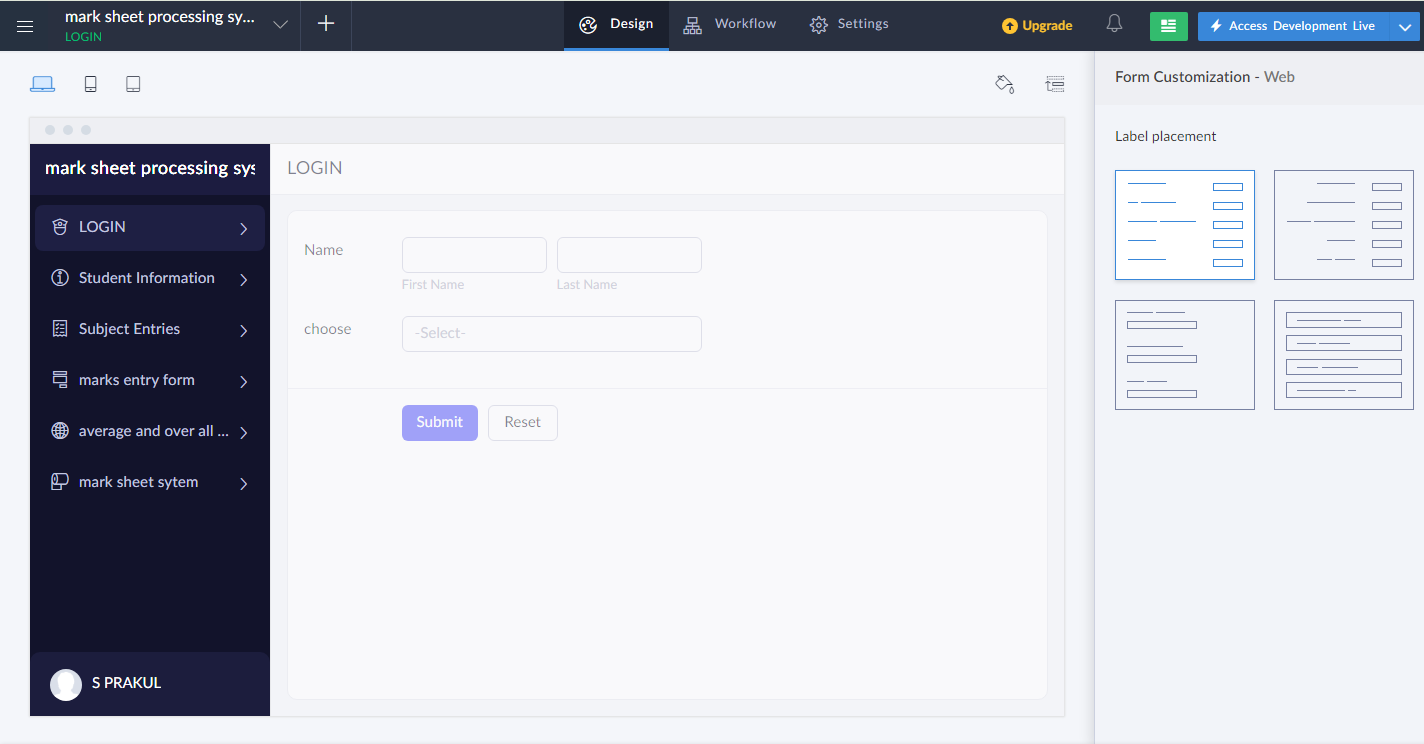 mark sheet processing sy...
LOGIN
Design
Workflow
Settings
Upgrade
Access Development Live
Form Customization - Web
Label placement
mark sheet processing sys
LOGIN
LOGIN
Student Information
Subject Entries
marks entry form
average and over all ...
mark sheet sytem
S PRAKUL
Name
First Name
Last Name
choose
-Select-
Submit
Reset